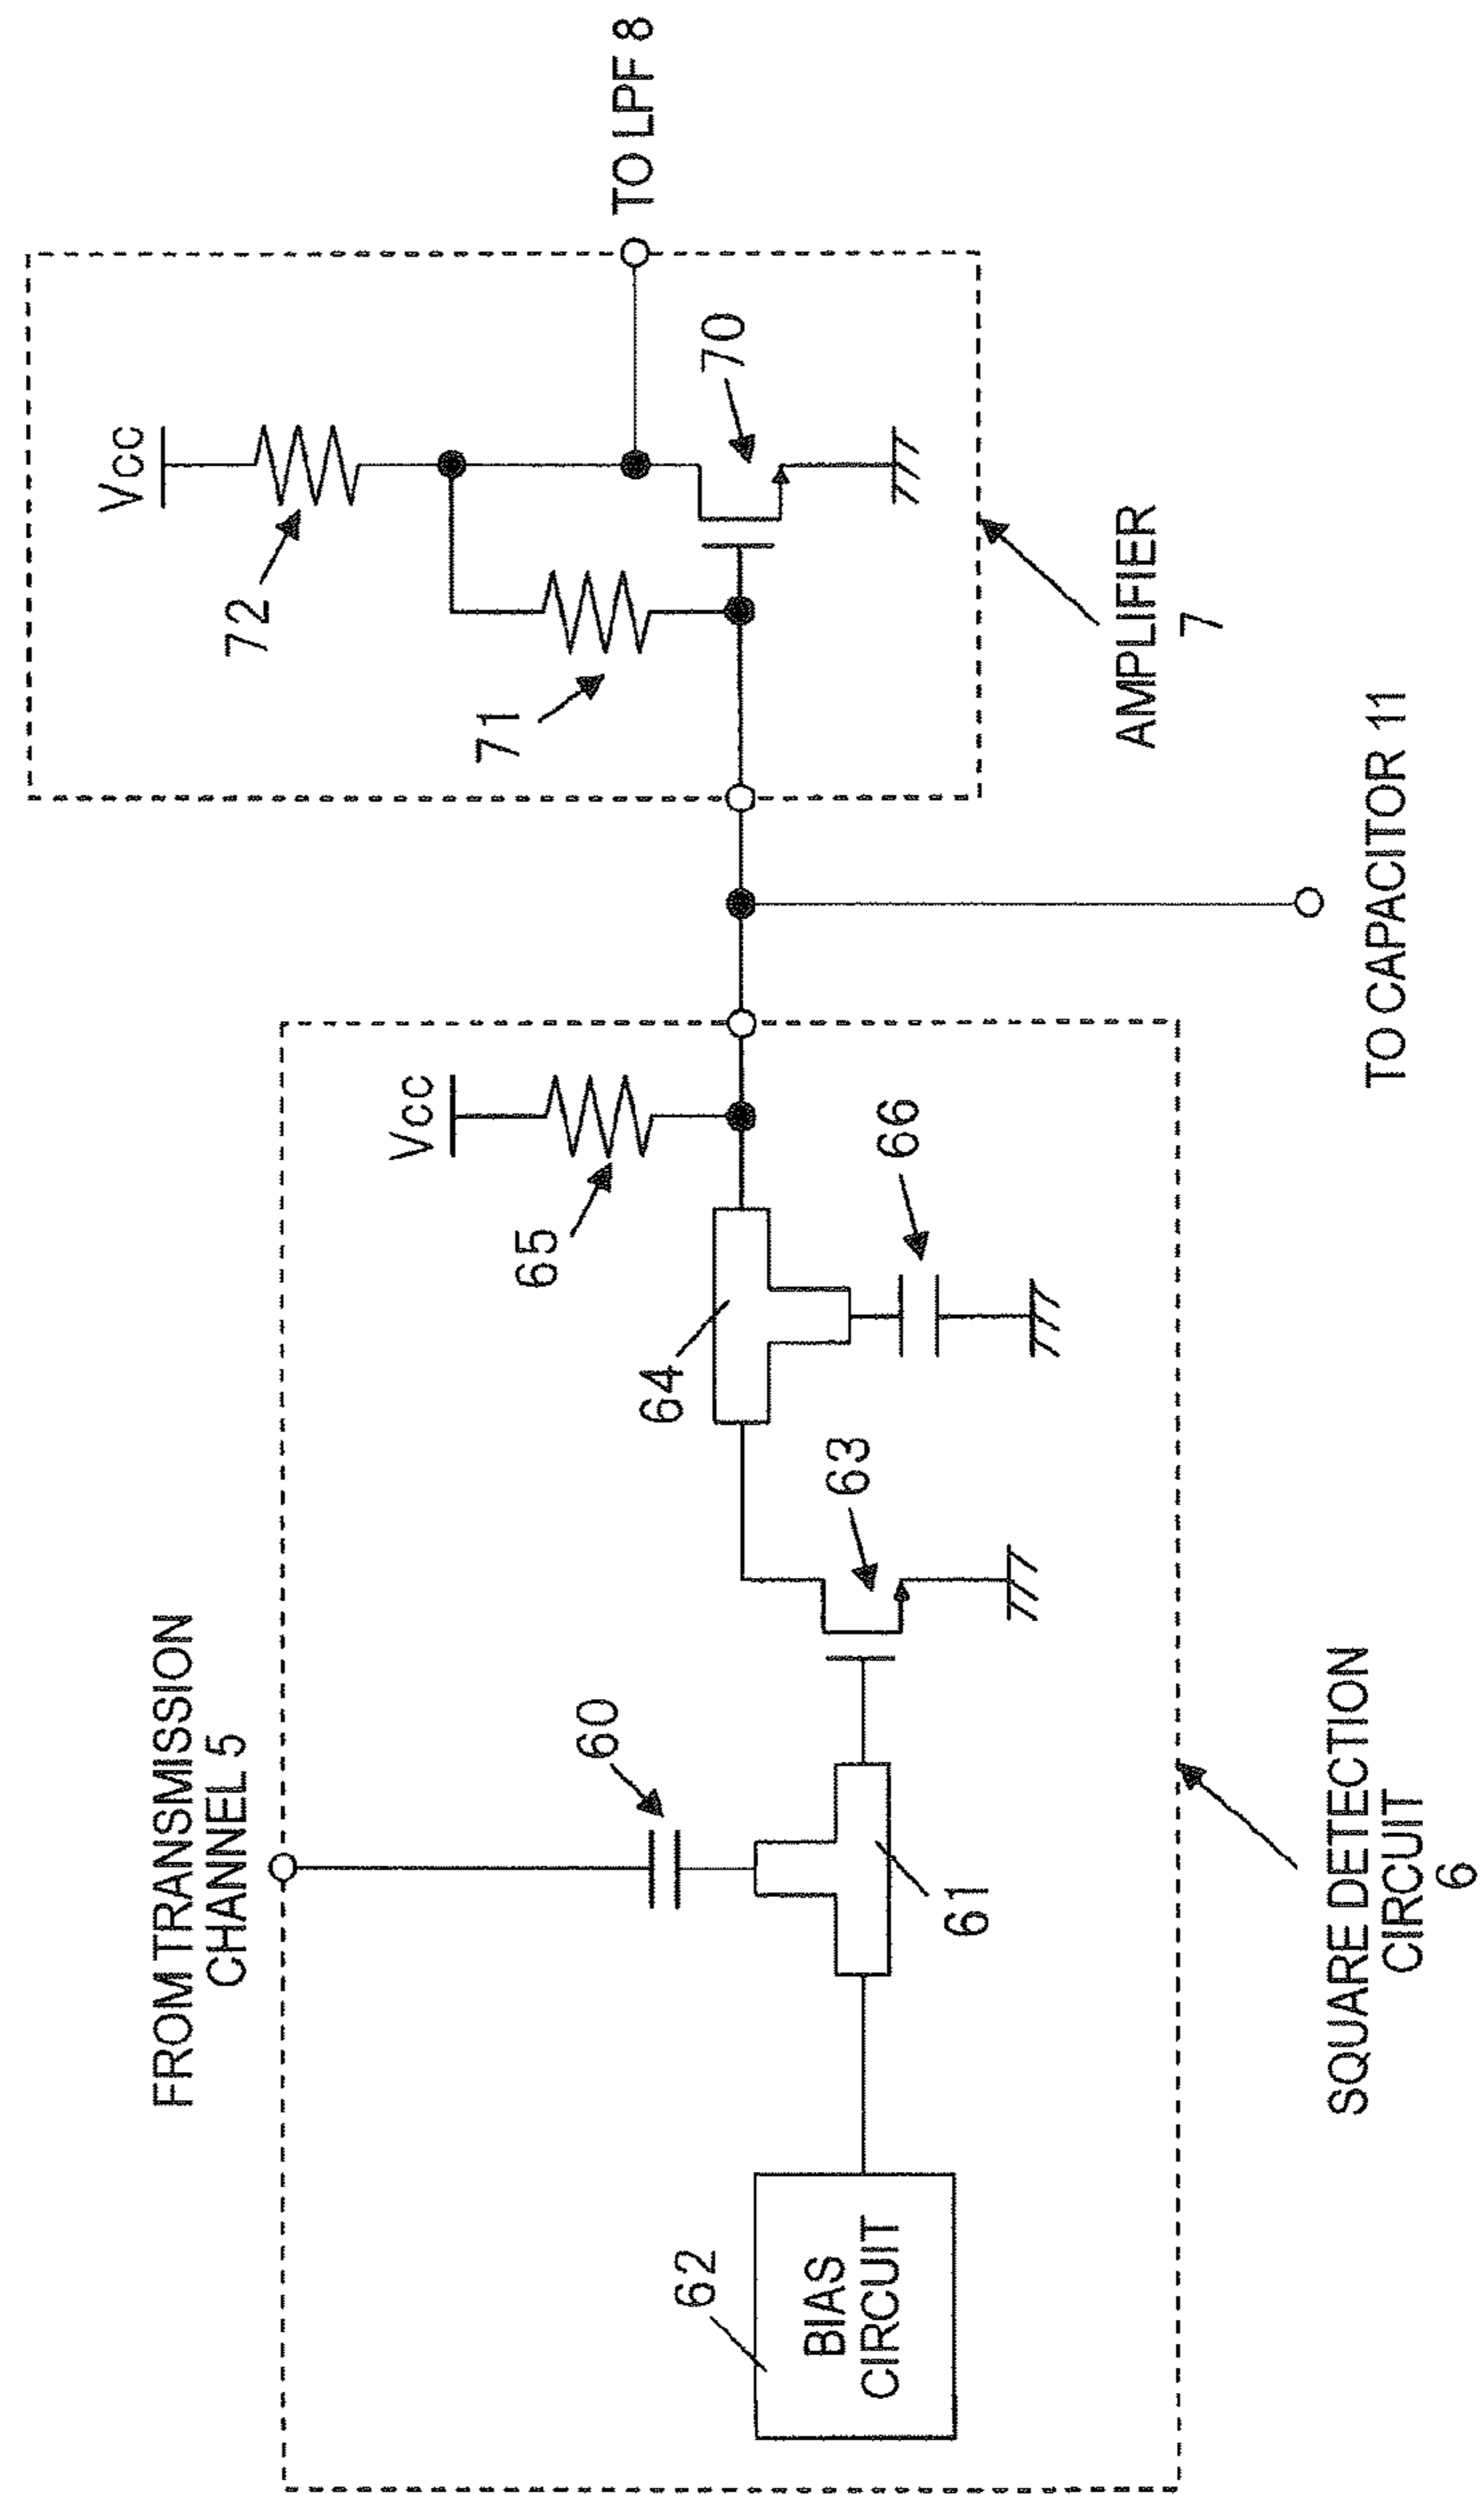 FROM TRANSMISSION
CHANNEL 5
62
BIAS
CIRCUIT
60
61
63
64
65
Vcc
66
SQUARE DETECTION
CIRCUIT
6
TO CAPACITOR 11
Vcc
72
71
70
TO LPF 8
AMPLIFIER
7